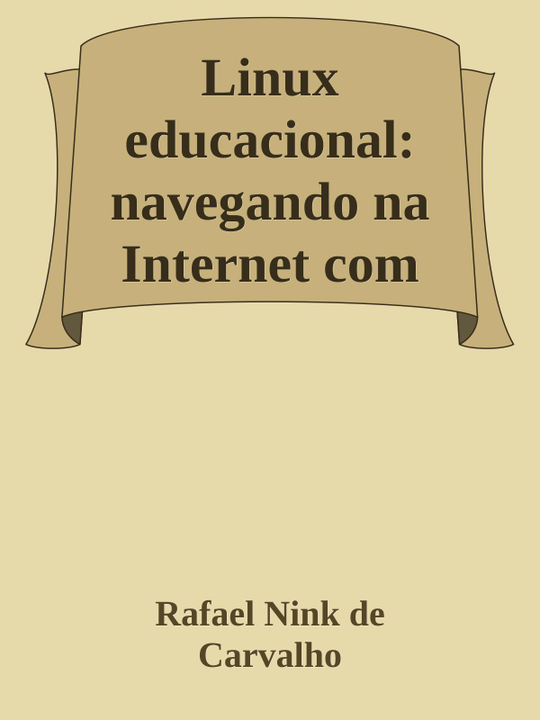 Linux
educacional:
navegando na
Internet com
Rafael Nink de
Carvalho